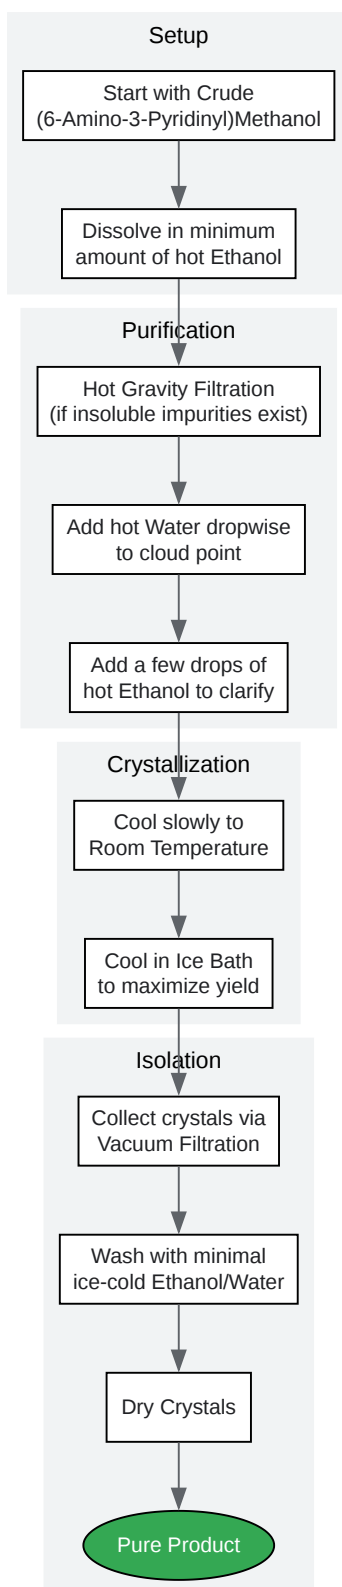 Setup
Start with Crude
(6-Amino-3-Pyridinyl)Methanol
Dissolve in minimum
amount of hot Ethanol
Purification
Hot Gravity Filtration
(if insoluble impurities exist)
Add hot Water dropwise
to cloud point
Add a few drops of
hot Ethanol to clarify
Crystallization
Cool slowly to
Room Temperature
Cool in Ice Bath
to maximize yield
Isolation
Collect crystals via
Vacuum Filtration
Wash with minimal
ice-cold Ethanol/Water
Dry Crystals
Pure Product